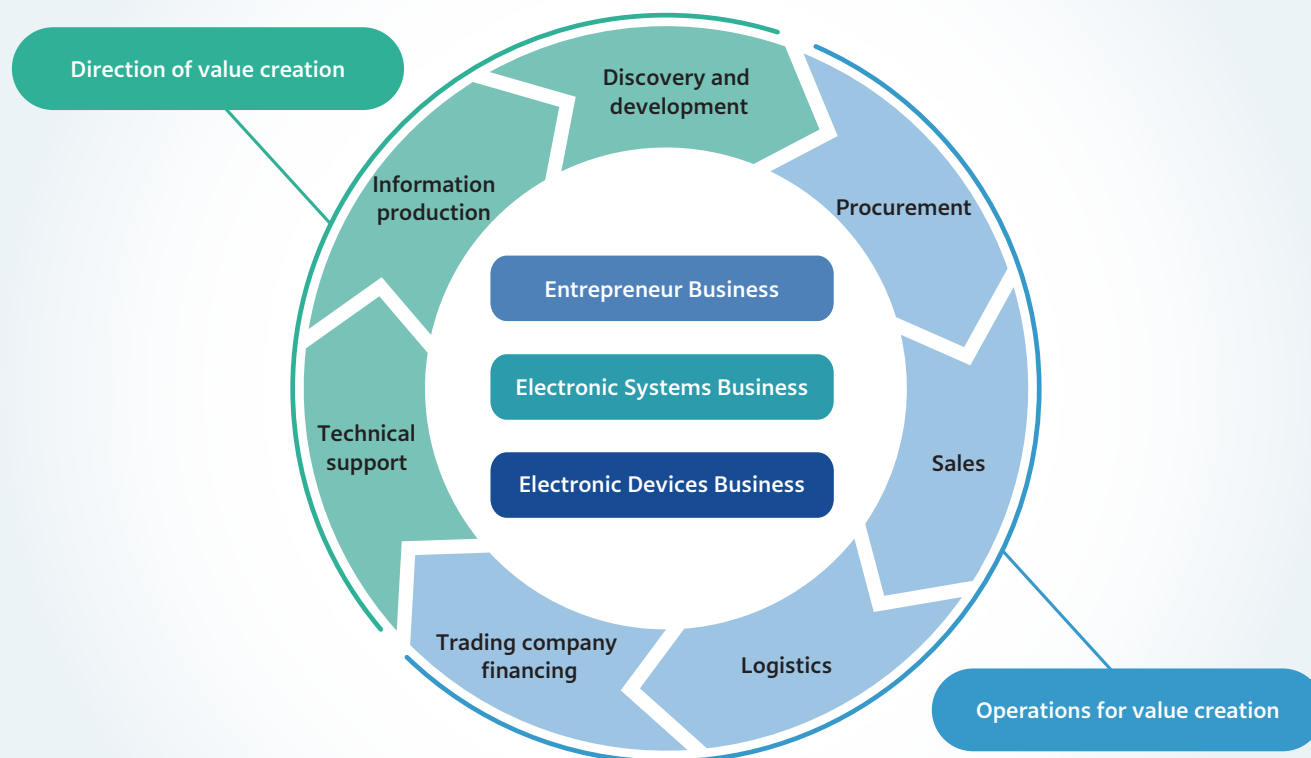 Direction of value creation
Discovery and
development
Information
production
Procurement
Entrepreneur Business
Electronic Systems Business
Technical
support
Sales
Electronic Devices Business
Trading company
financing
Logistics
Operations for value creation